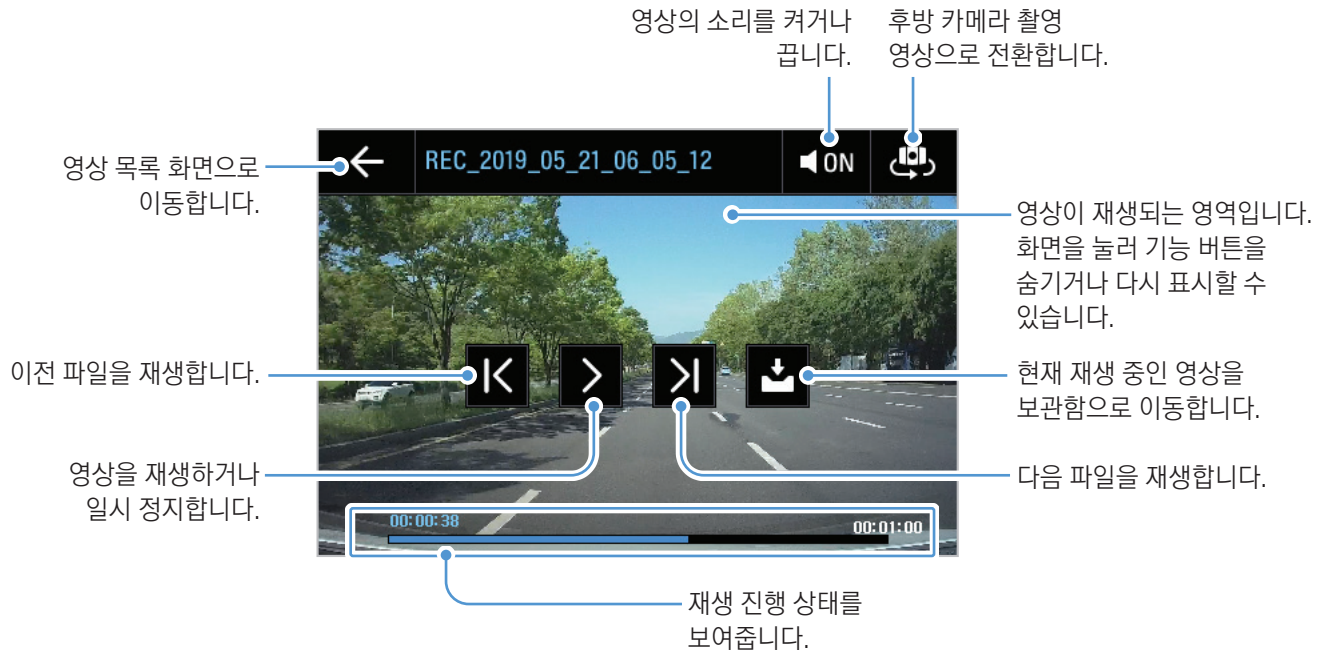 영상의 소리를 켜거나
끕니다.
후방 카메라 촬영
영상으로 전환합니다.
영상 목록 화면으로
이동합니다.
REC_2019_05_21_06_05_12
ON
영상이 재생되는 영역입니다.
화면을 눌러 기능 버튼을
숨기거나 다시 표시할 수
있습니다.
이전 파일을 재생합니다.
현재 재생 중인 영상을
보관함으로 이동합니다.
영상을 재생하거나
일시 정지합니다.
다음 파일을 재생합니다.
00:00:38
00:01:00
재생 진행 상태를
보여줍니다.